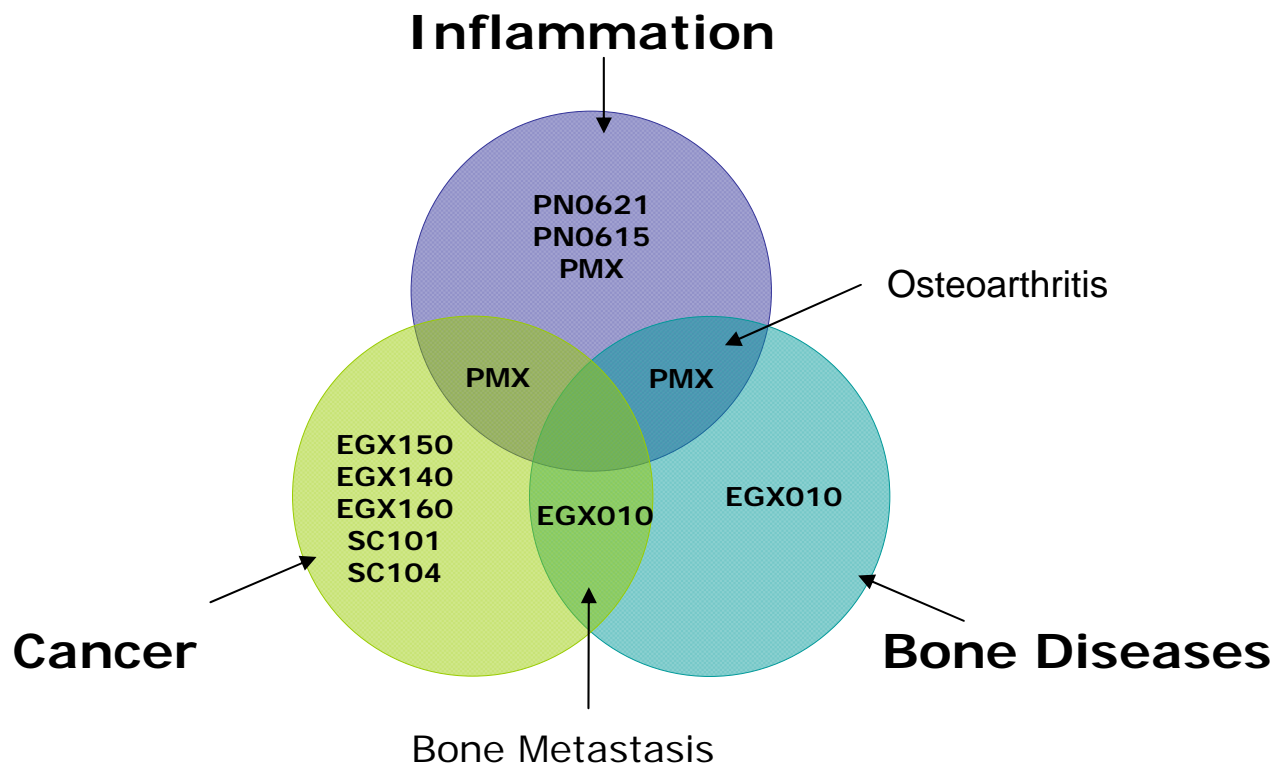 Inflammation
PN0621
PN0615
PMX
Osteoarthritis
PMX
PMX
EGX150
EGX140
EGX160
SC101
SC104
EGX010
EGX010
Cancer
Bone Diseases
Bone Metastasis